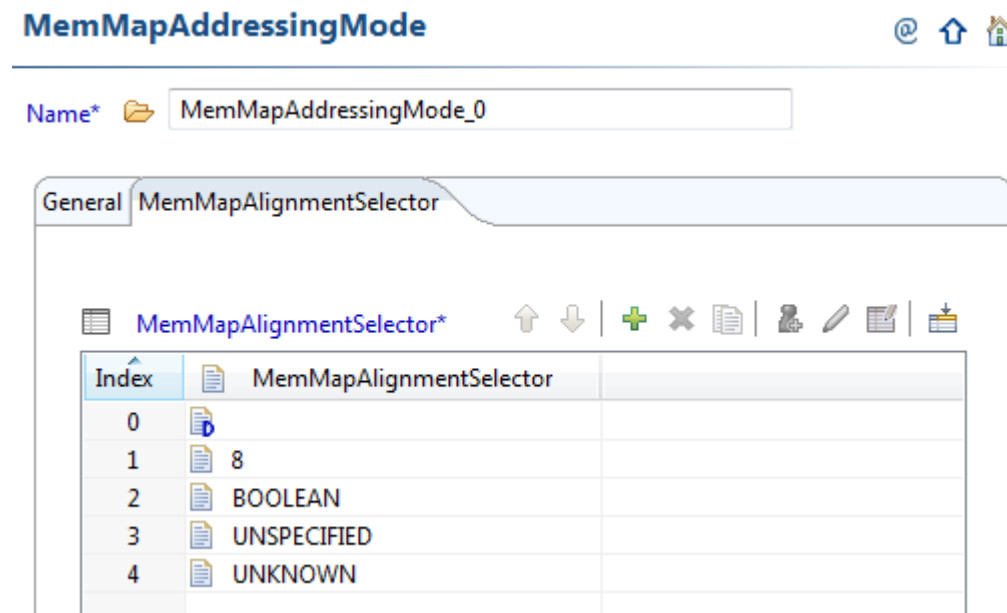 MemMapAddressingMode
Name* MemMapAddressingMode_0
General MemMapAlignmentSelector
MemMapAlignmentSelector*
Index MemMapAlignmentSelector
0
1 8
2 BOOLEAN
3 UNSPECIFIED
4 UNKNOWN